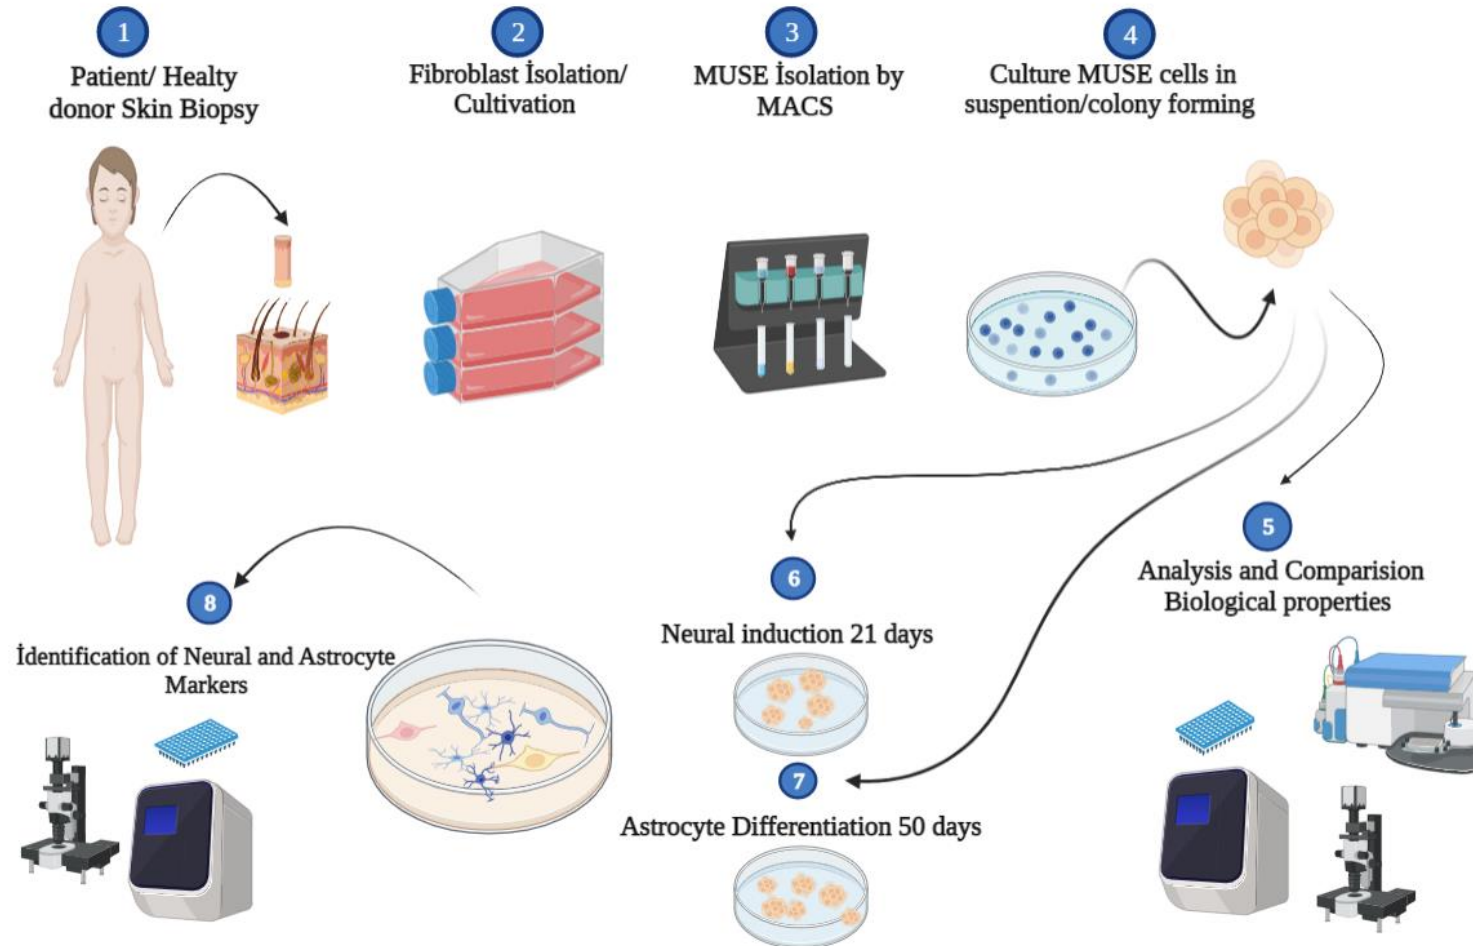 1
Patient/ Healty
donor Skin Biopsy
2
Fibroblast İsolation/
Cultivation
3
MUSE İsolation by
MACS
4
Culture MUSE cells in
suspention/colony forming
5
Analysis and Comparision
Biological properties
6
Neural induction 21 days
7
Astrocyte Differentiation 50 days
8
İdentification of Neural and Astrocyte
Markers